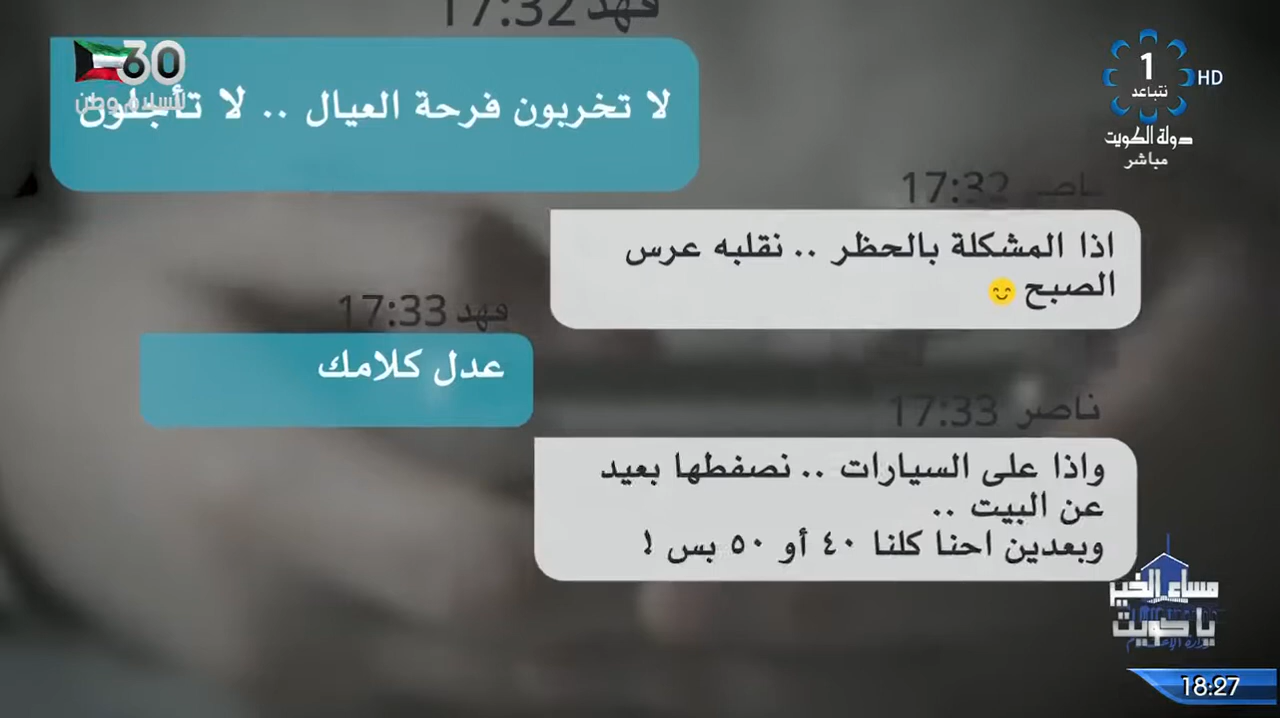 فهد 17:32
لا تخربون فرحة العيال .. لا تأجلون
30
للسلام وطن
1
HD
نتباعد
دولة الكويت
مباشر
ناصر 17:32
اذا المشكلة بالحظر .. نقلبه عرس
الصبح
فهد 17:33
عدل كلامك
ناصر 17:33
واذا على السيارات .. نصفطها بعيد
عن البيت ..
وبعدين احنا كلنا ٤٠ أو ٥٠ بس !
مساء الخير
يا كويت
18:27